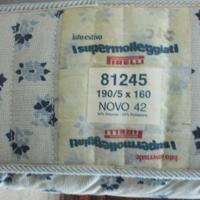 lato estivo
I supermolleggiati
PIRELLI
81245
190/5 x 160
NOVO 42
PIRELLI
I supermolleggiati
lato invernale